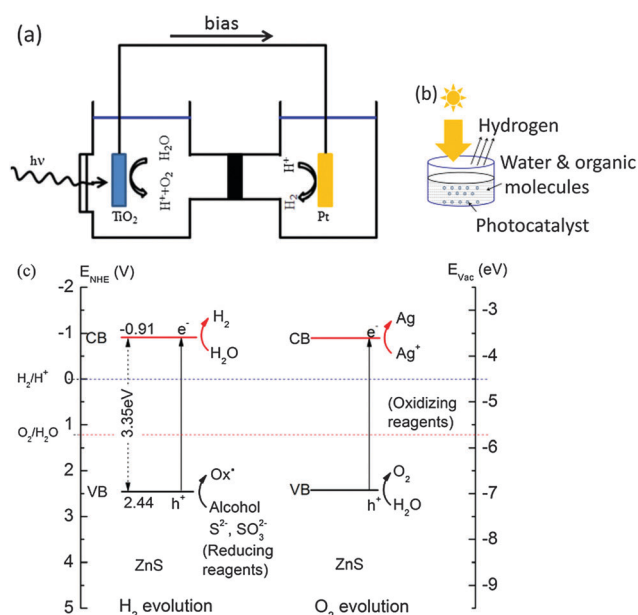 (a)
bias
hν
TiO2
H2O
H⁺+O2
H⁺
H2
Pt
(b)
Hydrogen
Water & organic
molecules
Photocatalyst
(c)
E_NHE (V)
E_Vac (eV)
-2
-1
0
1
2
3
4
5
H2/H⁺
O2/H2O
CB
-0.91
e⁻
H2
H2O
3.35eV
VB
2.44
h⁺
Ox•
Alcohol
S²⁻, SO3²⁻
(Reducing
reagents)
ZnS
H2 evolution
CB
e⁻
Ag
Ag⁺
(Oxidizing
reagents)
VB
h⁺
O2
H2O
ZnS
O2 evolution
-3
-4
-5
-6
-7
-8
-9